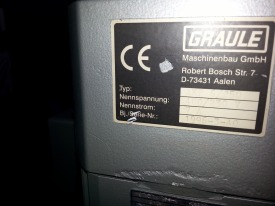 GRAULE
Maschinenbau GmbH
Robert Bosch Str. 7
D-73431 Aalen
CE
Typ:
Nennspannung:
Nennstrom:
Bj./Serie-Nr.: